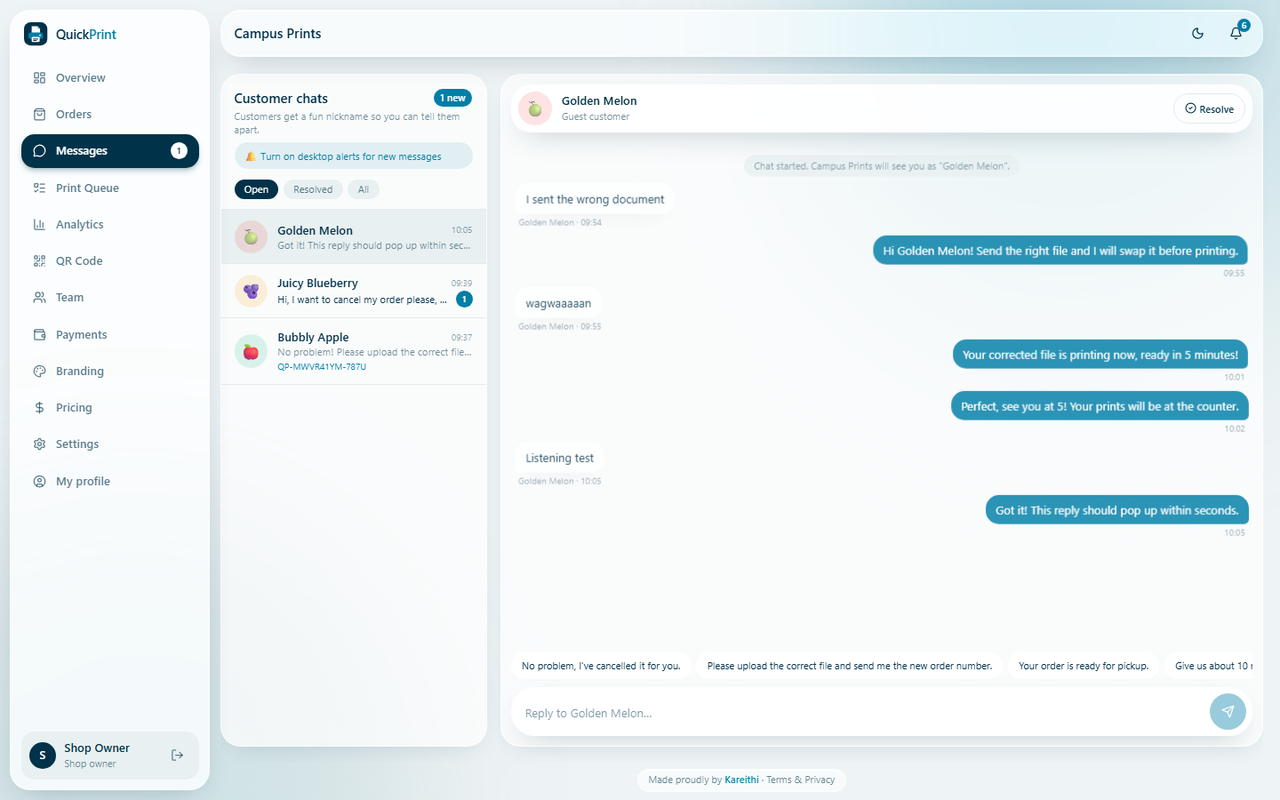 QuickPrint
Overview
Orders
Messages
1
Print Queue
Analytics
QR Code
Team
Payments
Branding
Pricing
Settings
My profile
S
Shop Owner
Shop owner
Campus Prints
6
Customer chats
1 new
Customers get a fun nickname so you can tell them
apart.
Turn on desktop alerts for new messages
Open
Resolved
All
Golden Melon
10:05
Got it! This reply should pop up within sec...
Juicy Blueberry
09:39
Hi, I want to cancel my order please, ...
1
Bubbly Apple
09:37
No problem! Please upload the correct file...
QP-MWVR41YM-787U
Golden Melon
Guest customer
Resolve
Chat started. Campus Prints will see you as "Golden Melon".
I sent the wrong document
Golden Melon · 09:54
Hi Golden Melon! Send the right file and I will swap it before printing.
09:55
wagwaaaaan
Golden Melon · 09:55
Your corrected file is printing now, ready in 5 minutes!
10:01
Perfect, see you at 5! Your prints will be at the counter.
10:02
Listening test
Golden Melon · 10:05
Got it! This reply should pop up within seconds.
10:05
No problem, I've cancelled it for you.
Please upload the correct file and send me the new order number.
Your order is ready for pickup.
Give us about 10
Reply to Golden Melon...
Made proudly by Kareithi · Terms & Privacy